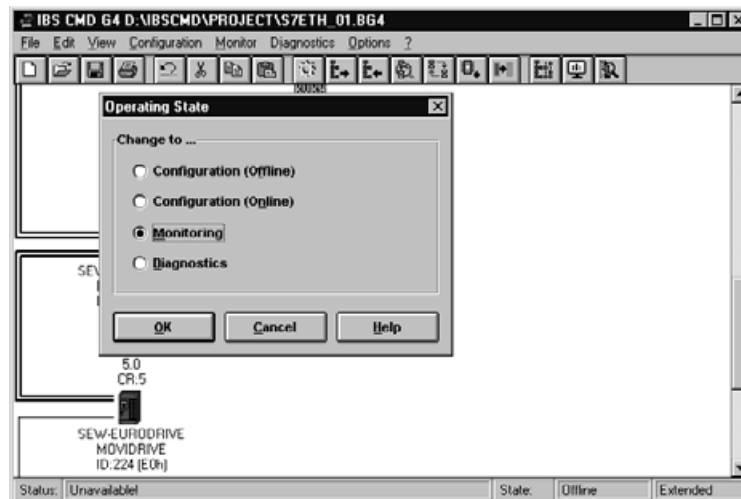 IBS CMD G4 D:\IBSCMD\PROJECT\S7ETH_01.BG4
File Edit View Configuration Monitor Diagnostics Options ?
Operating State
Change to ...
Configuration (Offline)
Configuration (Online)
Monitoring
Diagnostics
OK Cancel Help
5.0
CR:5
SEW-EURODRIVE
MOVIDRIVE
ID:224 (E0h)
Status: Unavailable! State: Offline Extended